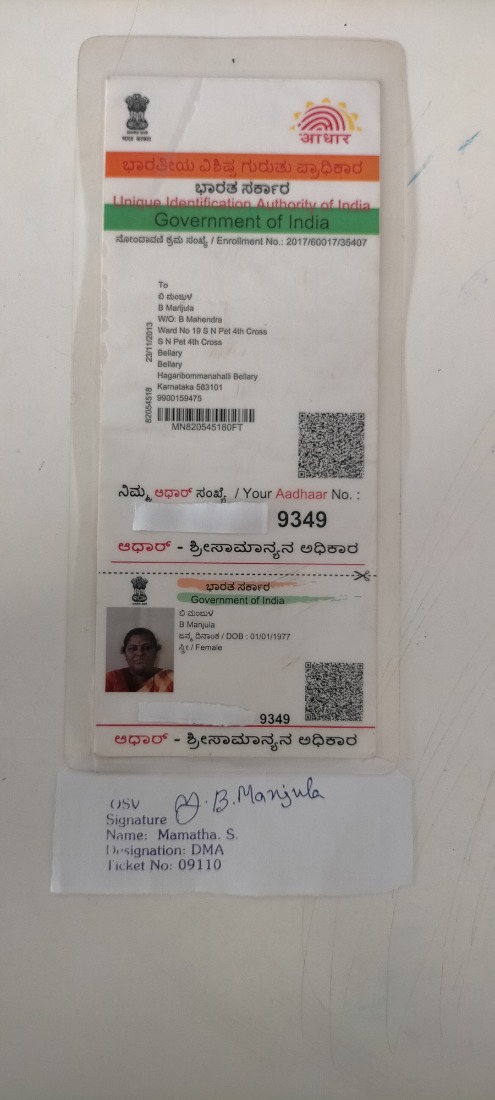 भारत सरकार
आधार
ಭಾರತೀಯ ವಿಶಿಷ್ಟ ಗುರುತು ಪ್ರಾಧಿಕಾರ
ಭಾರತ ಸರ್ಕಾರ
Unique Identification Authority of India
Government of India
ನೋಂದಾವಣೆ ಕ್ರಮ ಸಂಖ್ಯೆ / Enrollment No.: 2017/60017/35407
To
ಬಿ ಮಂಜುಳ
B Manjula
W/O: B Mahendra
Ward No 19 S N Pet 4th Cross
S N Pet 4th Cross
Bellary
Bellary
Hagaribommanahalli Bellary
Karnataka 583101
9900159475
82054518 23/11/2013
MN820545180FT
ನಿಮ್ಮ ಆಧಾರ್ ಸಂಖ್ಯೆ / Your Aadhaar No. :
9349
ಆಧಾರ್ - ಶ್ರೀಸಾಮಾನ್ಯನ ಅಧಿಕಾರ
ಭಾರತ ಸರ್ಕಾರ
Government of India
ಬಿ ಮಂಜುಳ
B Manjula
ಜನ್ಮ ದಿನಾಂಕ / DOB : 01/01/1977
ಸ್ತ್ರೀ / Female
9349
ಆಧಾರ್ - ಶ್ರೀಸಾಮಾನ್ಯನ ಅಧಿಕಾರ
OSV
B. Manjula
Signature
Name: Mamatha. S.
Designation: DMA
Ticket No: 09110